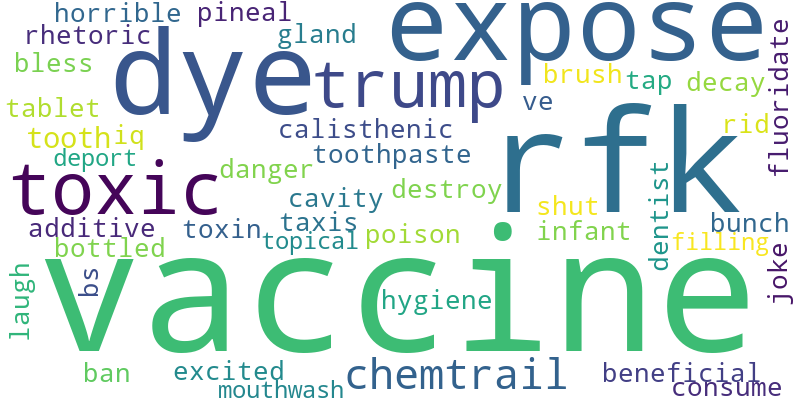 horrible
pineal
expose
rhetoric
gland
dye
bless
trump
brush
tap
decay
fluoridate
tablet
ve
rfk
rid
tooth
iq
calisthenic
deport
toothpaste
toxic
danger
cavity
destroy
dentist
shut
additive
toxin
taxis
bunch
bottled
topical
poison
infant
filling
laugh
bs
vaccine
joke
hygiene
ban
excited
chemtrail
beneficial
mouthwash
consume